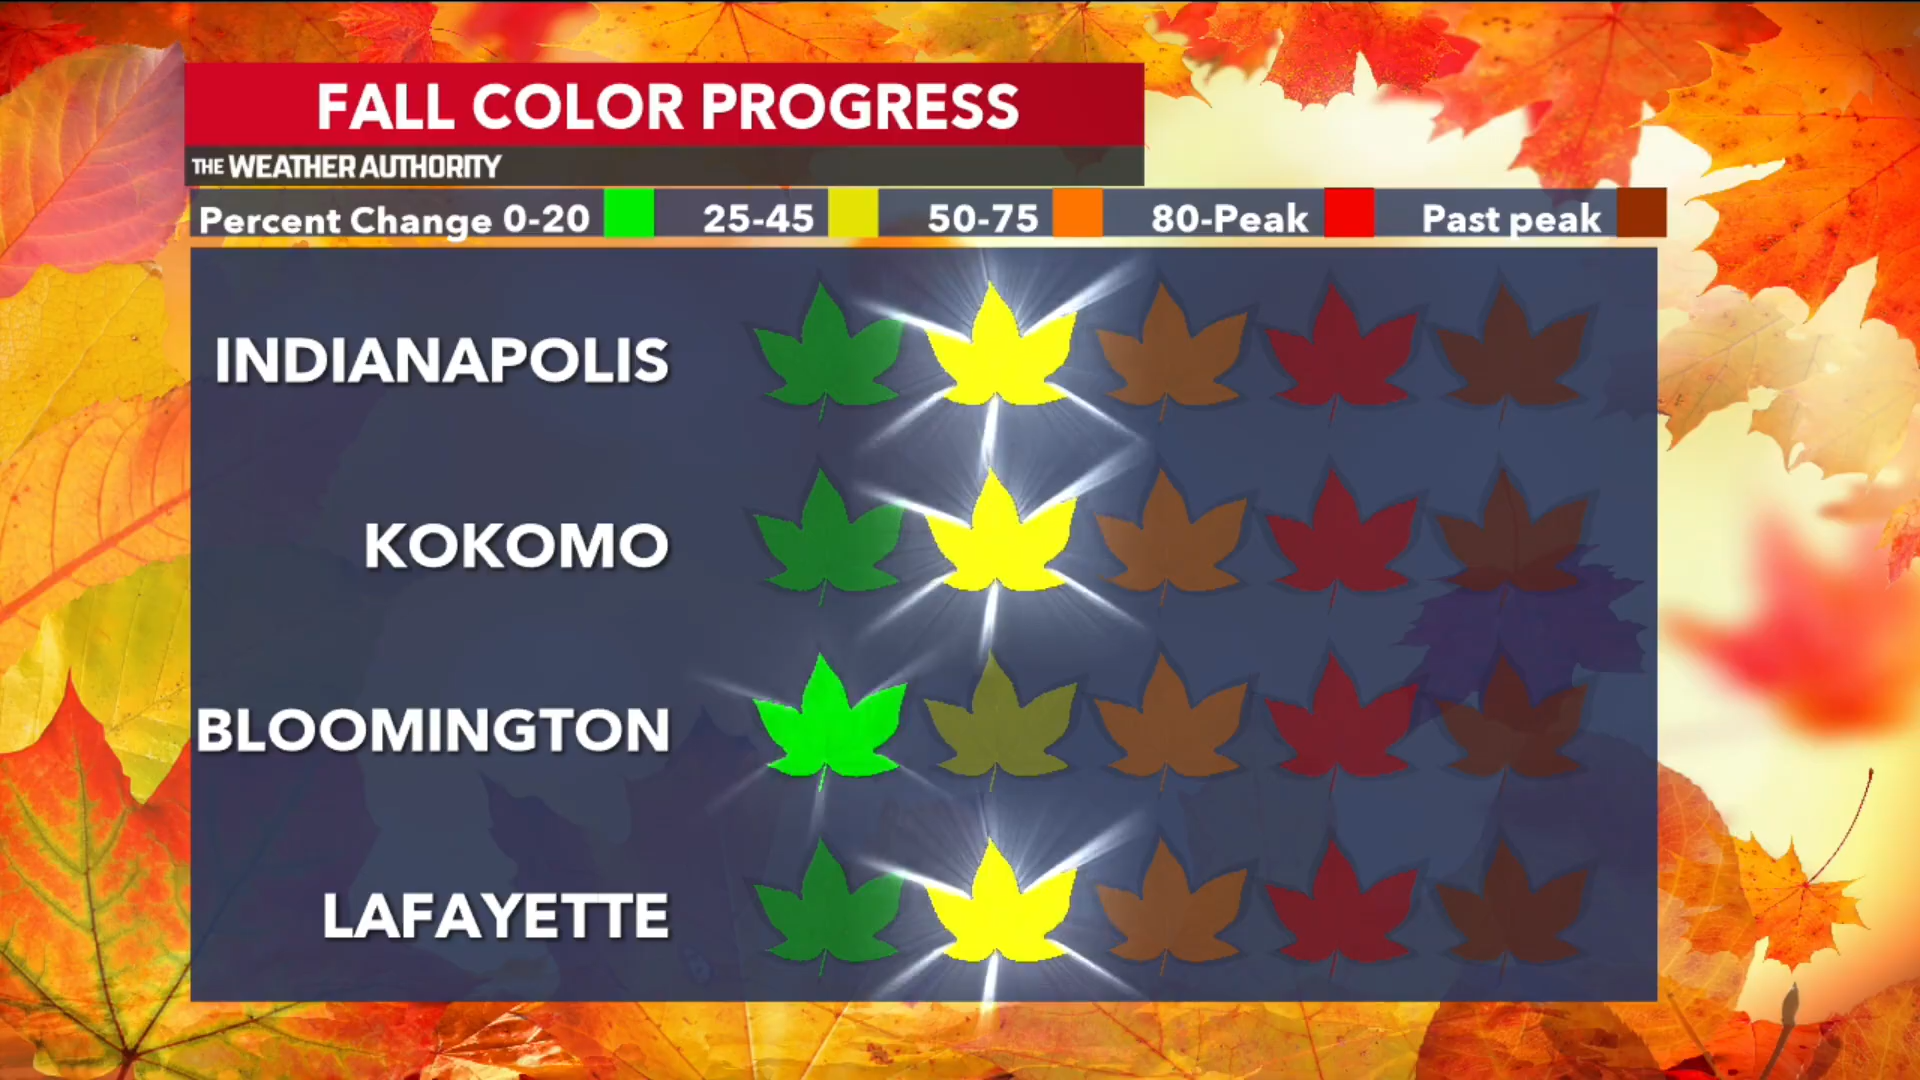 FALL COLOR PROGRESS
THE WEATHER AUTHORITY
Percent Change 0-20 25-45 50-75 80-Peak Past peak
INDIANAPOLIS
KOKOMO
BLOOMINGTON
LAFAYETTE